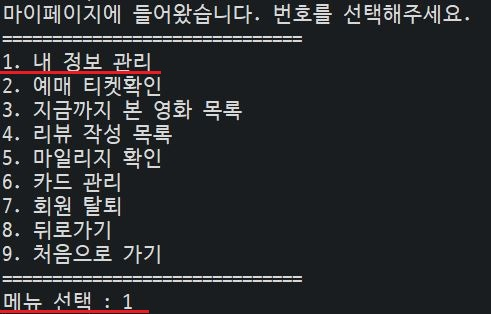 마이페이지에 들어왔습니다. 번호를 선택해주세요.
==============================
1. 내 정보 관리
2. 예매 티켓확인
3. 지금까지 본 영화 목록
4. 리뷰 작성 목록
5. 마일리지 확인
6. 카드 관리
7. 회원 탈퇴
8. 뒤로가기
9. 처음으로 가기
==============================
메뉴 선택 : 1